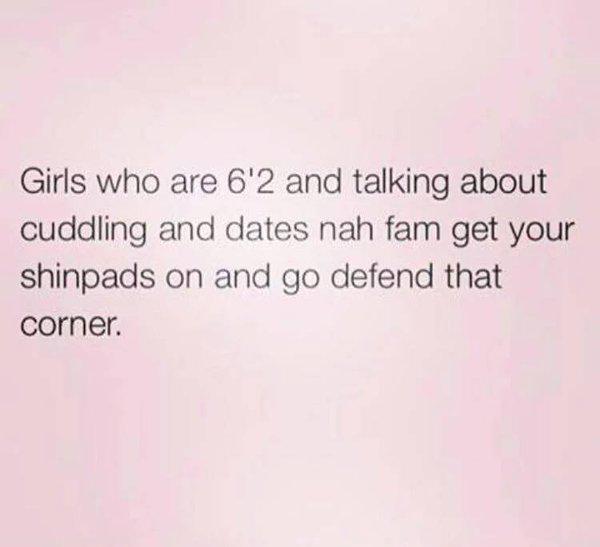 Girls who are 6'2 and talking about
cuddling and dates nah fam get your
shinpads on and go defend that
corner.